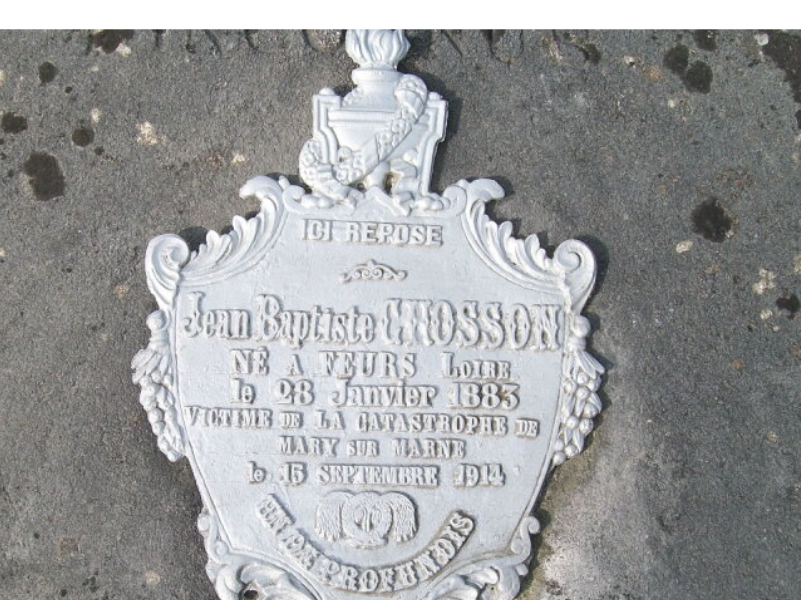 ICI REPOSE
Jean Baptiste CHOSSON
NÉ A FEURS LOIRE
le 28 Janvier 1883
VICTIME DE LA CATASTROPHE DE
MARY SUR MARNE
le 15 SEPTEMBRE 1914
UN DE PROFUNDIS